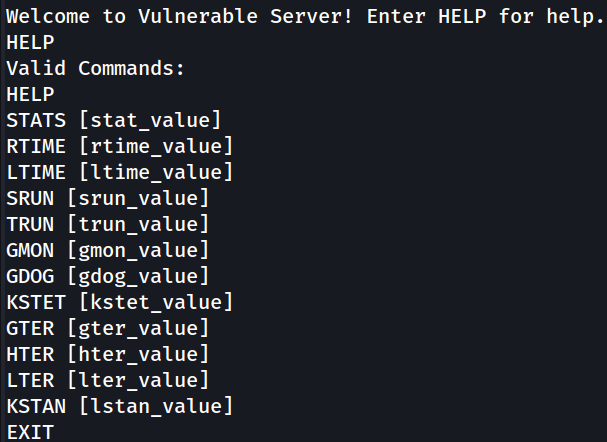 Welcome to Vulnerable Server! Enter HELP for help.
HELP
Valid Commands:
HELP
STATS [stat_value]
RTIME [rtime_value]
LTIME [ltime_value]
SRUN [srun_value]
TRUN [trun_value]
GMON [gmon_value]
GDOG [gdog_value]
KSTET [kstet_value]
GTER [gter_value]
HTER [hter_value]
LTER [lter_value]
KSTAN [lstan_value]
EXIT